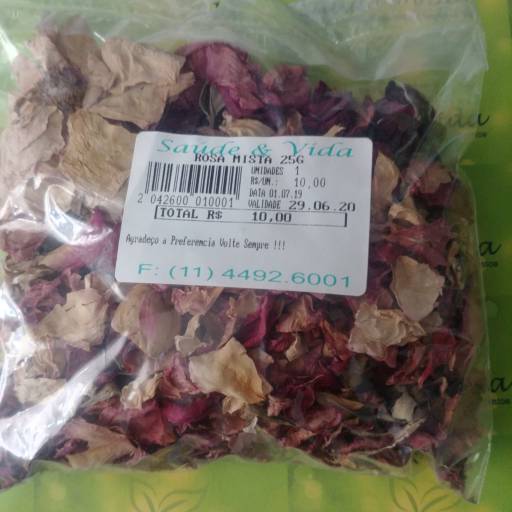 Saúde & Vida
ROSA MISTA 25G
UNIDADES 1
R$/UN.: 10,00
DATA 01.07.19
2 042600 010001 VALIDADE 29.06.20
TOTAL R$ 10,00
Agradeço a Preferencia Volte Sempre !!!
F: (11) 4492.6001